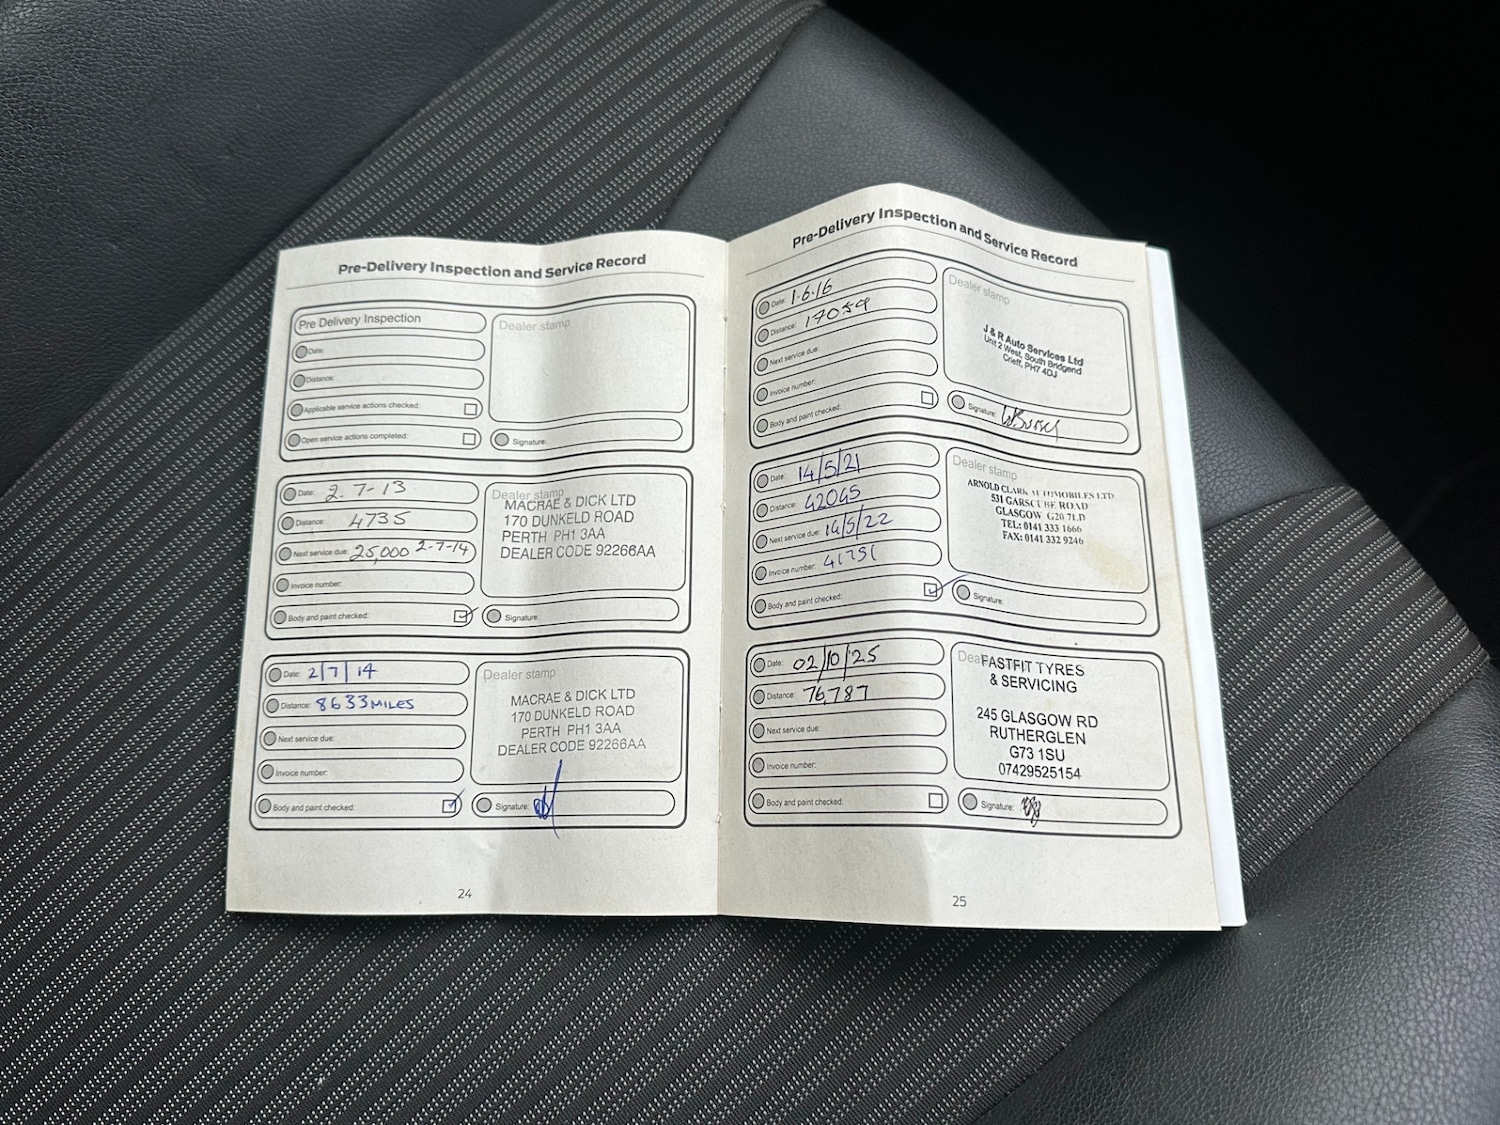 Pre-Delivery Inspection and Service Record
Pre Delivery Inspection
Date:
Distance:
Applicable service actions checked:
Open service actions completed:
Dealer stamp
Signature:
Date: 2.7-13
Distance: 4735
Next service due: 25,000 2-7-14
Invoice number:
Body and paint checked:
Dealer stamp
MACRAE & DICK LTD
170 DUNKELD ROAD
PERTH PH1 3AA
DEALER CODE 92266AA
Signature:
Date: 2/7/14
Distance: 8633 MILES
Next service due:
Invoice number:
Body and paint checked:
Dealer stamp
MACRAE & DICK LTD
170 DUNKELD ROAD
PERTH PH1 3AA
DEALER CODE 92266AA
Signature:
24
Pre-Delivery Inspection and Service Record
Date: 1.6.16
Distance: 17054
Next service due:
Invoice number:
Body and paint checked:
Dealer stamp
J & R Auto Services Ltd
Unit 2 West, South Bridgend
Crieff, PH7 4DJ
Signature:
Date: 14/5/21
Distance: 42045
Next service due: 14/5/22
Invoice number: 41751
Body and paint checked:
Dealer stamp
ARNOLD CLARK AUTOMOBILES LTD
531 GARSCUBE ROAD
GLASGOW G20 7LD
TEL: 0141 333 1666
FAX: 0141 332 9246
Signature:
Date: 02/10/25
Distance: 76,787
Next service due:
Invoice number:
Body and paint checked:
Dea
FASTFIT TYRES
& SERVICING
245 GLASGOW RD
RUTHERGLEN
G73 1SU
07429525154
Signature:
25